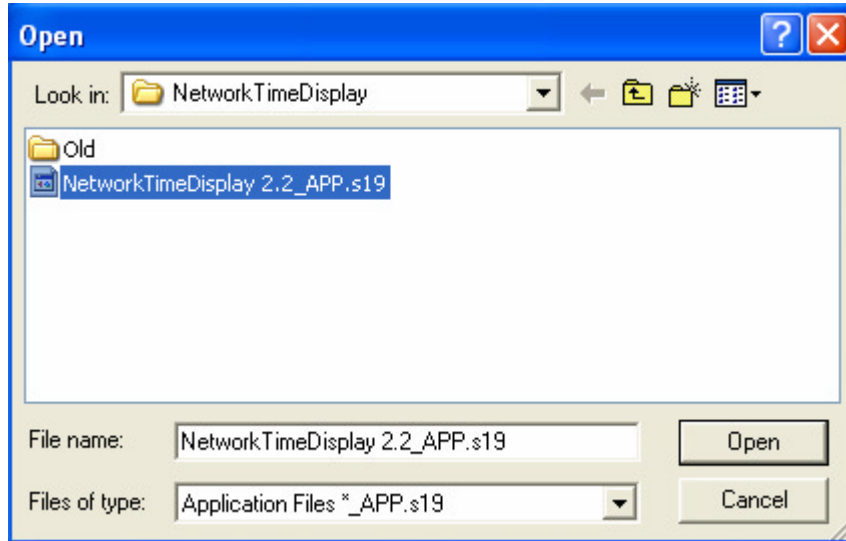 Open
Look in: NetworkTimeDisplay
Old
NetworkTimeDisplay 2.2_APP.s19
File name: NetworkTimeDisplay 2.2_APP.s19 Open
Files of type: Application Files *_APP.s19 Cancel